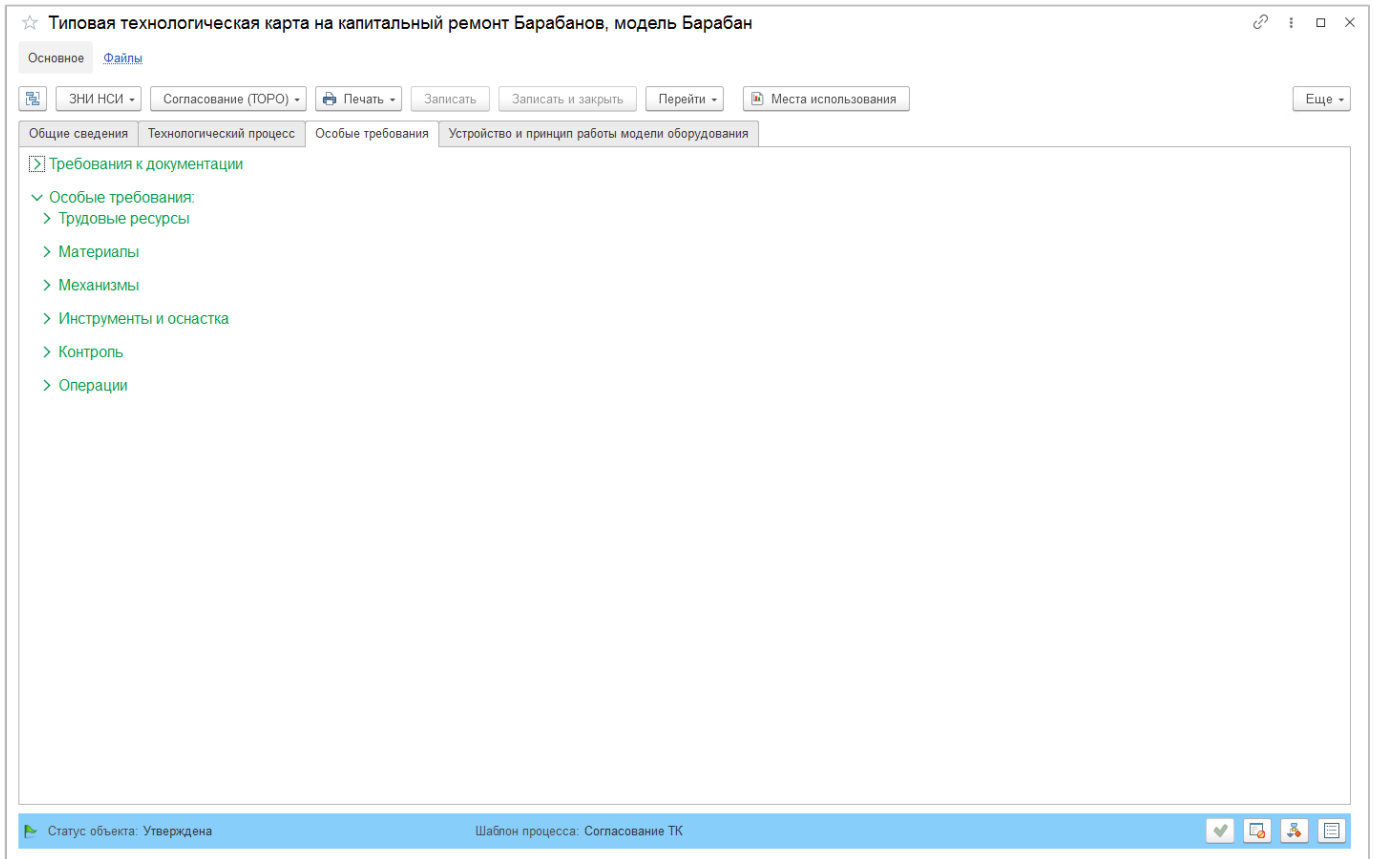 Типовая технологическая карта на капитальный ремонт Барабанов, модель Барабан
Основное Файлы
ЗНИ НСИ Согласование (ТОРО) Печать Записать Записать и закрыть Перейти Места использования Еще
Общие сведения Технологический процесс Особые требования Устройство и принцип работы модели оборудования
Требования к документации
Особые требования:
Трудовые ресурсы
Материалы
Механизмы
Инструменты и оснастка
Контроль
Операции
Статус объекта: Утверждена Шаблон процесса: Согласование ТК